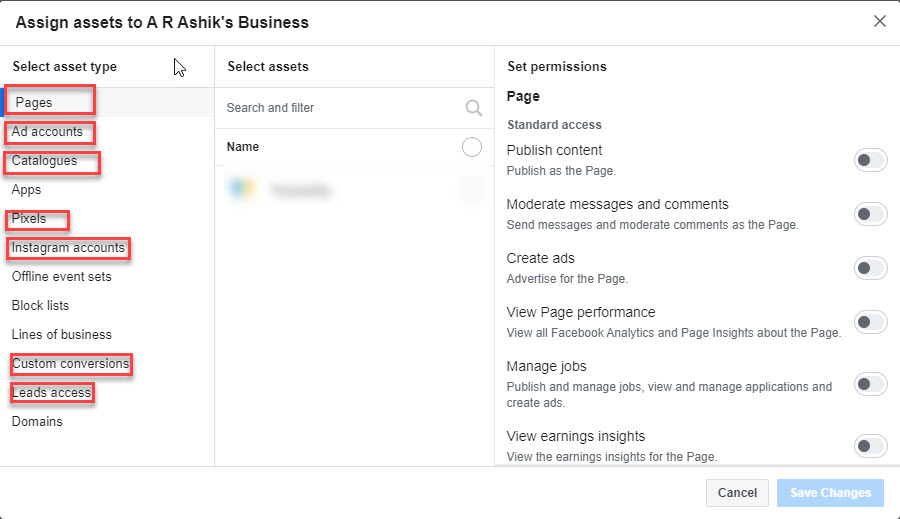 Assign assets to A R Ashik's Business
Select asset type
Pages
Ad accounts
Catalogues
Apps
Pixels
Instagram accounts
Offline event sets
Block lists
Lines of business
Custom conversions
Leads access
Domains
Select assets
Search and filter
Name
Set permissions
Page
Standard access
Publish content
Publish as the Page.
Moderate messages and comments
Send messages and moderate comments as the Page.
Create ads
Advertise for the Page.
View Page performance
View all Facebook Analytics and Page Insights about the Page.
Manage jobs
Publish and manage jobs, view and manage applications and
create ads.
View earnings insights
View the earnings insights for the Page.
Cancel
Save Changes